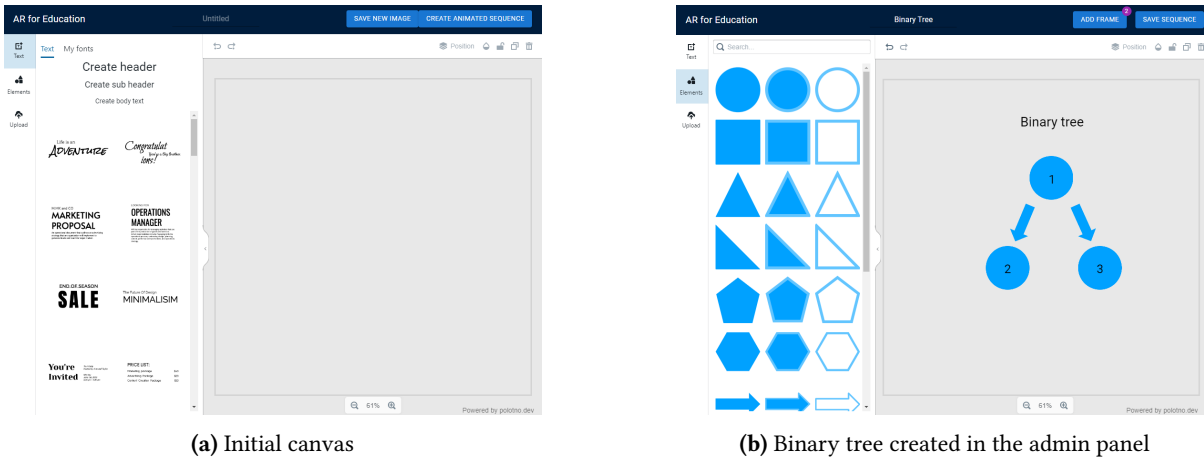 AR for Education
Untitled
SAVE NEW IMAGE
CREATE ANIMATED SEQUENCE
Text
Elements
Upload
Text My fonts
Create header
Create sub header
Create body text
Life is an
ADVENTURE
Congratulat
ions!
MARKETING
PROPOSAL
OPERATIONS
MANAGER
END OF SEASON
SALE
The Future Of Design
MINIMALISIM
You're
Invited
PRICE LIST:
Position
61%
Powered by polotno.dev
(a) Initial canvas
AR for Education
Binary Tree
ADD FRAME
2
SAVE SEQUENCE
Text
Elements
Upload
Search...
Position
Binary tree
1
2
3
61%
Powered by polotno.dev
(b) Binary tree created in the admin panel